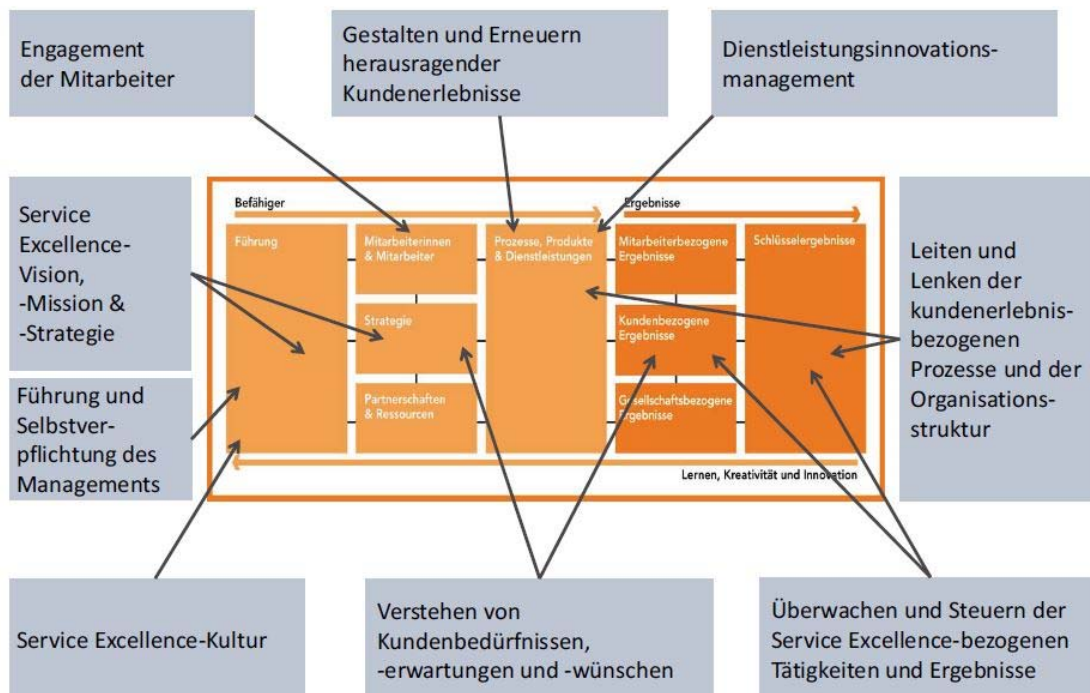 Engagement
der Mitarbeiter
Gestalten und Erneuern
herausragender
Kundenerlebnisse
Dienstleistungsinnovations-
management
Service
Excellence-
Vision,
-Mission &
-Strategie
Führung und
Selbstver-
pflichtung des
Managements
Befähiger
Ergebnisse
Führung
Mitarbeiterinnen
& Mitarbeiter
Prozesse, Produkte
& Dienstleistungen
Mitarbeiterbezogene
Ergebnisse
Schlüsselergebnisse
Strategie
Kundenbezogene
Ergebnisse
Partnerschaften
& Ressourcen
Gesellschaftsbezogene
Ergebnisse
Lernen, Kreativität und Innovation
Leiten und
Lenken der
kundenerlebnis-
bezogenen
Prozesse und der
Organisations-
struktur
Service Excellence-Kultur
Verstehen von
Kundenbedürfnissen,
-erwartungen und -wünschen
Überwachen und Steuern der
Service Excellence-bezogenen
Tätigkeiten und Ergebnisse